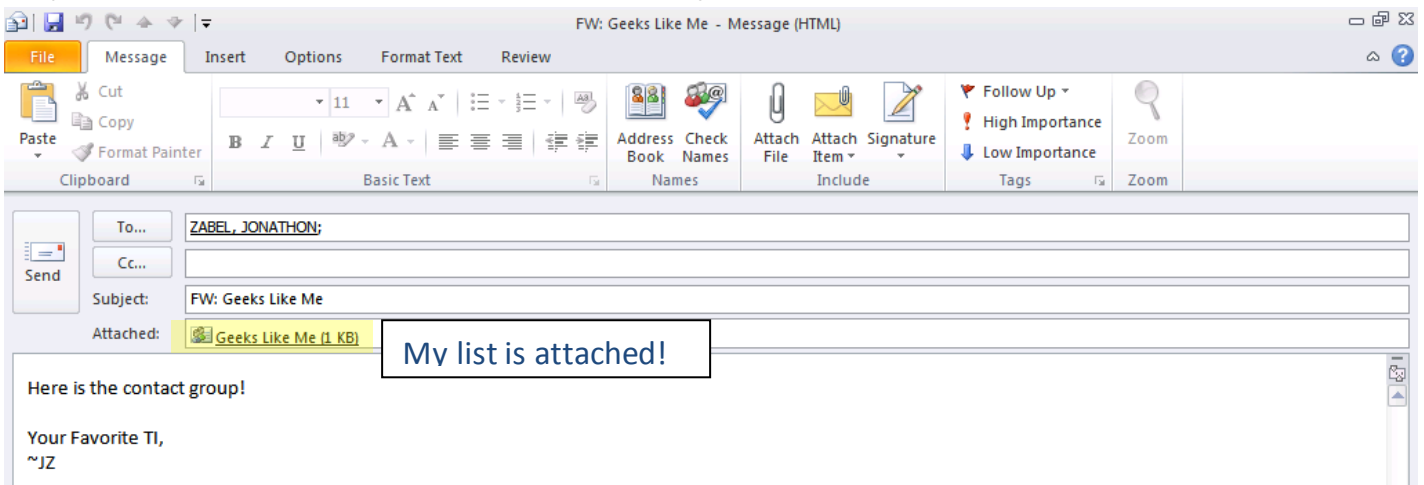 FW: Geeks Like Me - Message (HTML)
File Message Insert Options Format Text Review
Cut
Copy
Format Painter
Paste
Clipboard
11
A A
B I U ab A
Basic Text
Address Book
Check Names
Names
Attach File
Attach Item
Signature
Include
Follow Up
High Importance
Low Importance
Tags
Zoom
Zoom
Send
To... ZABEL, JONATHON;
Cc...
Subject: FW: Geeks Like Me
Attached: Geeks Like Me (1 KB)
My list is attached!
Here is the contact group!
Your Favorite TI,
~JZ